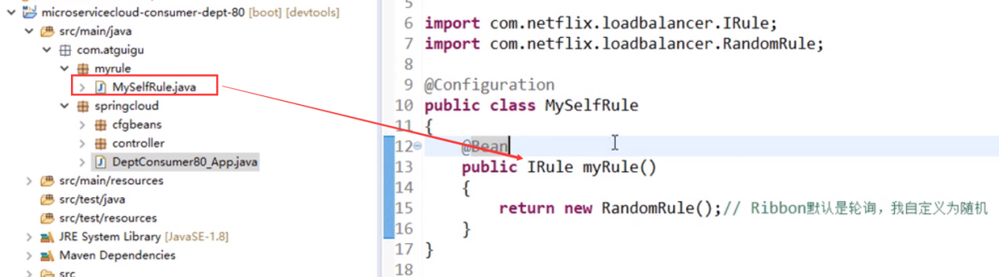 microservicecloud-consumer-dept-80 [boot] [devtools]
src/main/java
com.atguigu
myrule
MySelfRule.java
springcloud
cfgbeans
controller
DeptConsumer80_App.java
src/main/resources
src/test/java
src/test/resources
JRE System Library [JavaSE-1.8]
Maven Dependencies
src
5
6 import com.netflix.loadbalancer.IRule;
7 import com.netflix.loadbalancer.RandomRule;
8
9 @Configuration
10 public class MySelfRule
11 {
12 @Bean
13 public IRule myRule()
14 {
15 return new RandomRule();// Ribbon默认是轮询，我自定义为随机
16 }
17 }
18